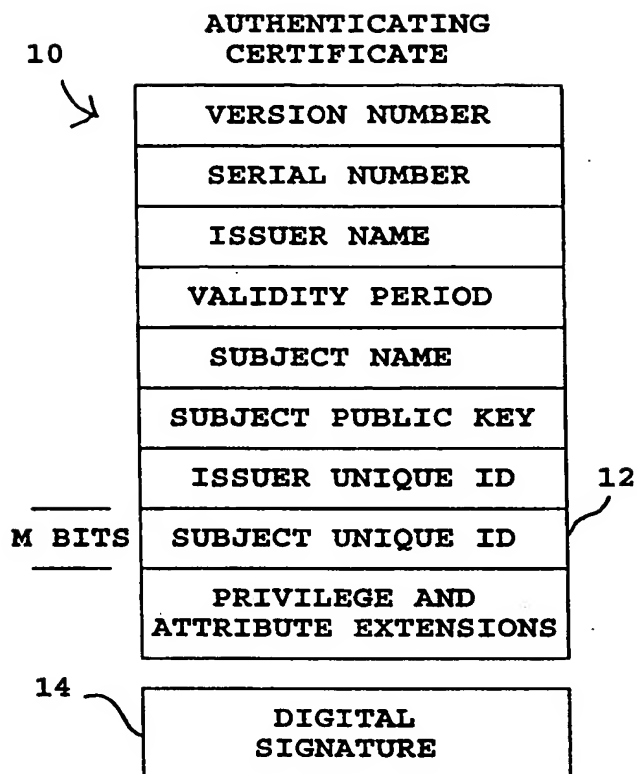 AUTHENTICATING
CERTIFICATE
10
VERSION NUMBER
SERIAL NUMBER
ISSUER NAME
VALIDITY PERIOD
SUBJECT NAME
SUBJECT PUBLIC KEY
ISSUER UNIQUE ID
12
M BITS
SUBJECT UNIQUE ID
PRIVILEGE AND
ATTRIBUTE EXTENSIONS
14
DIGITAL
SIGNATURE